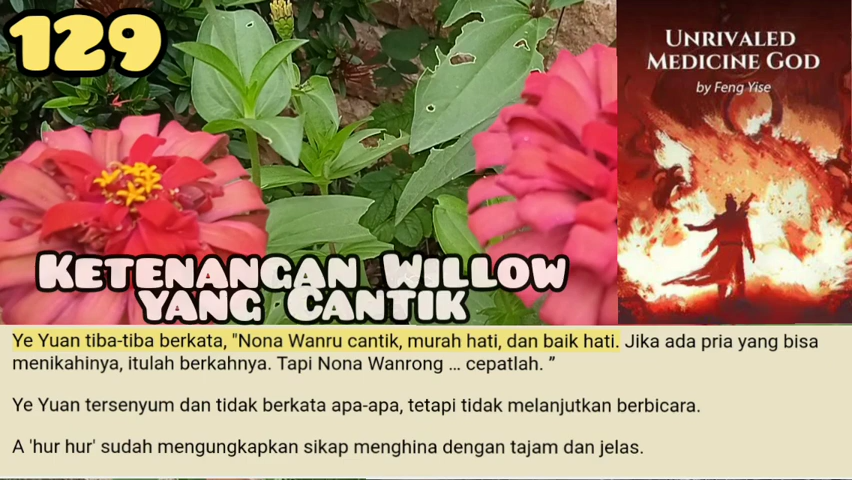 129
UNRIVALED
MEDICINE GOD
by Feng Yise
KETENANGAN WILLOW
YANG CANTIK
Ye Yuan tiba-tiba berkata, "Nona Wanru cantik, murah hati, dan baik hati. Jika ada pria yang bisa
menikahinya, itulah berkahnya. Tapi Nona Wanrong ... cepatlah. ”
Ye Yuan tersenyum dan tidak berkata apa-apa, tetapi tidak melanjutkan berbicara.
A 'hur hur' sudah mengungkapkan sikap menghina dengan tajam dan jelas.